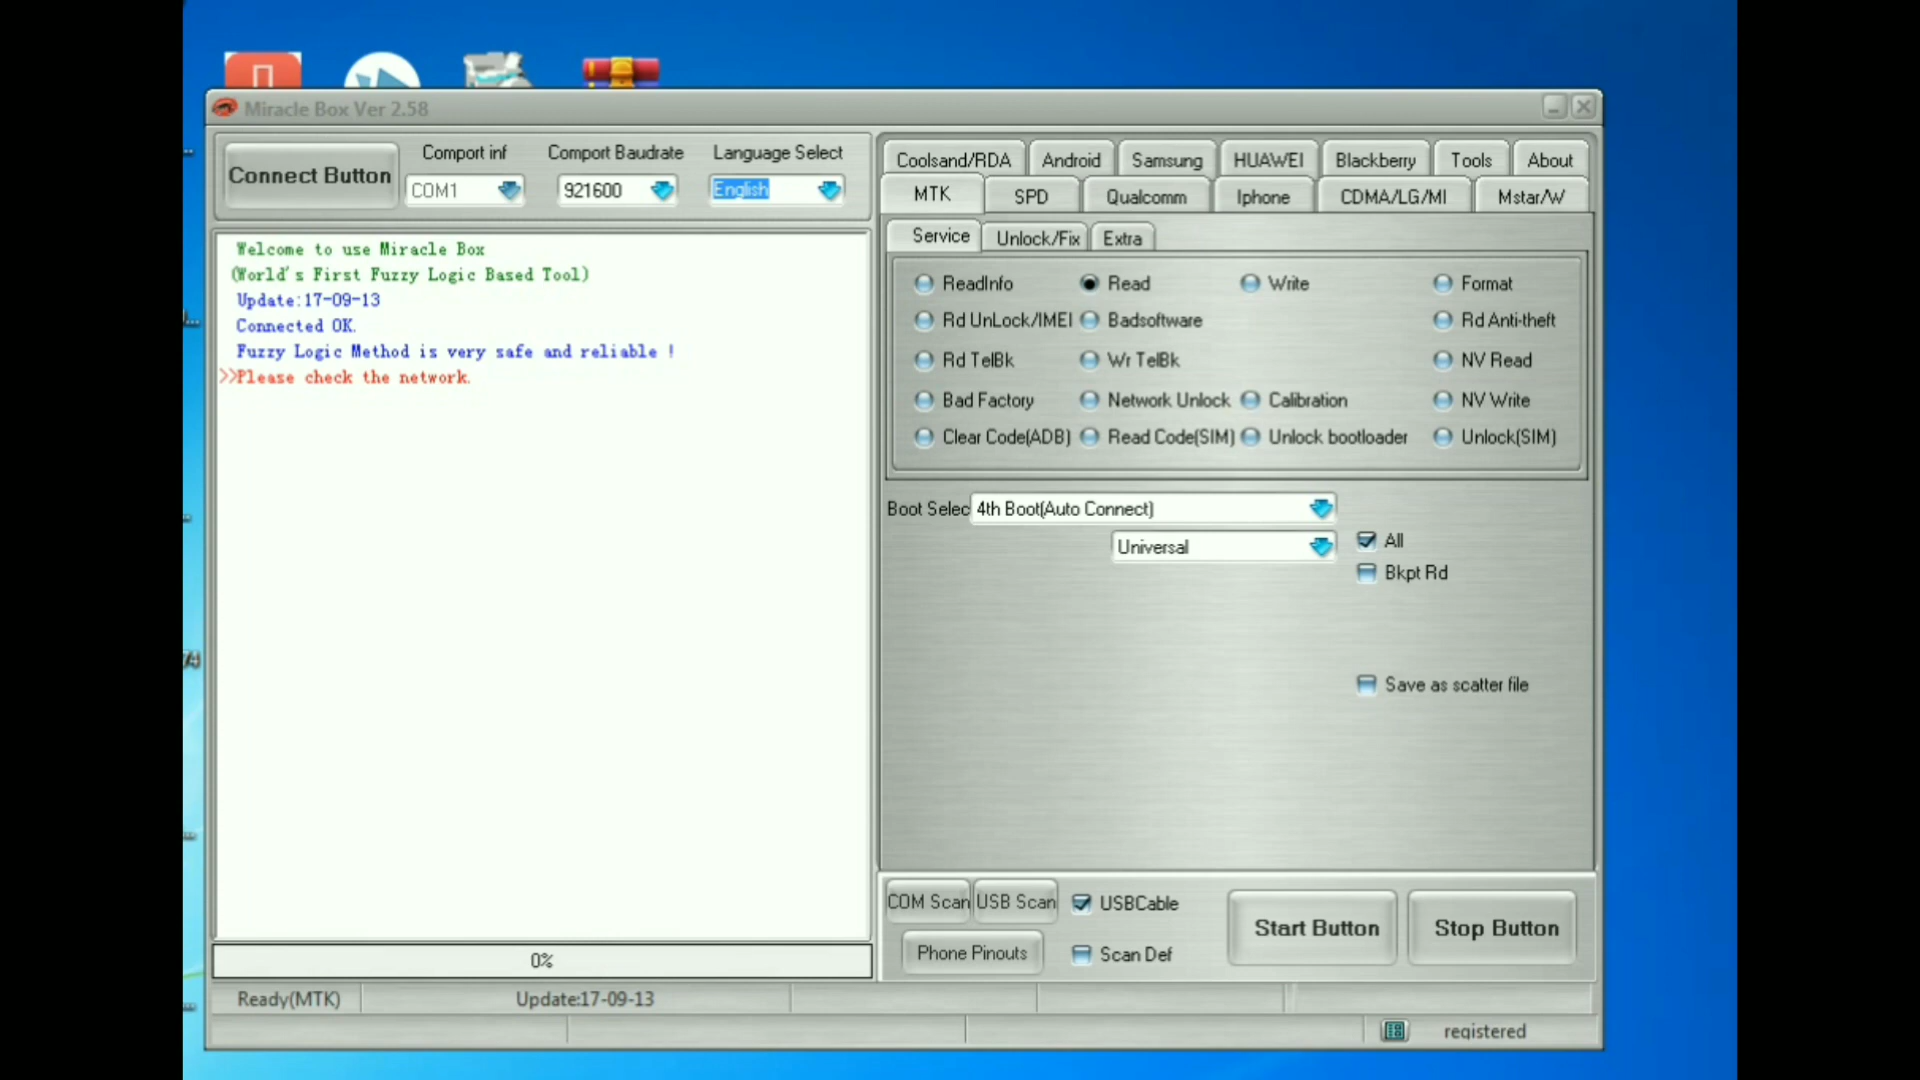 Miracle Box Ver 2.58
Connect Button
Comport inf
Comport Baudrate
Language Select
COM1
921600
English
Welcome to use Miracle Box
(World's First Fuzzy Logic Based Tool)
Update:17-09-13
Connected OK.
Fuzzy Logic Method is very safe and reliable !
>>Please check the network.
0%
Coolsand/RDA
Android
Samsung
HUAWEI
Blackberry
Tools
About
MTK
SPD
Qualcomm
Iphone
CDMA/LG/MI
Mstar/W
Service
Unlock/Fix
Extra
ReadInfo
Read
Write
Format
Rd UnLock/IMEI
Badsoftware
Rd Anti-theft
Rd TelBk
Wr TelBk
NV Read
Bad Factory
Network Unlock
Calibration
NV Write
Clear Code(ADB)
Read Code(SIM)
Unlock bootloader
Unlock(SIM)
Boot Selec
4th Boot(Auto Connect)
Universal
All
Bkpt Rd
Save as scatter file
COM Scan
USB Scan
USBCable
Phone Pinouts
Scan Def
Start Button
Stop Button
Ready(MTK)
Update:17-09-13
registered